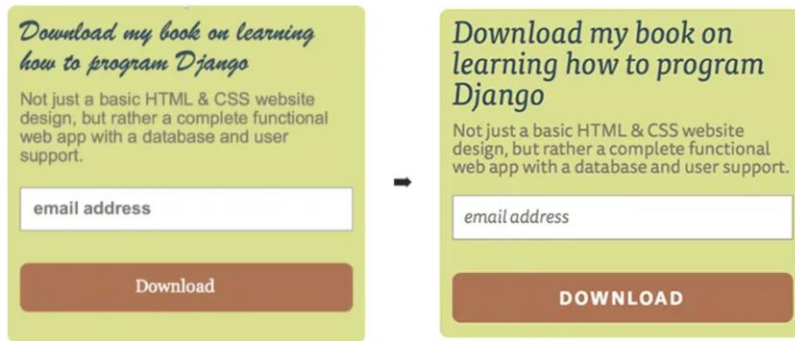 Download my book on learning
how to program Django
Not just a basic HTML & CSS website
design, but rather a complete functional
web app with a database and user
support.
email address
Download
Download my book on
learning how to program
Django
Not just a basic HTML & CSS website
design, but rather a complete functional
web app with a database and user support.
email address
DOWNLOAD